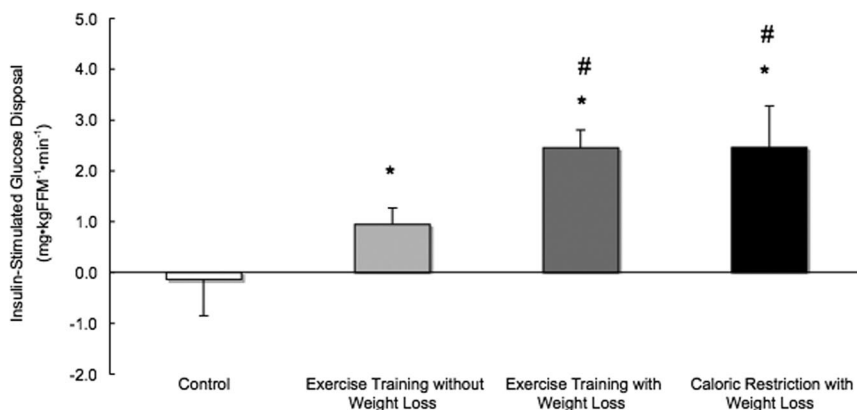 Insulin-Stimulated Glucose Disposal
(mg•kgFFM⁻¹•min⁻¹)
5.0
4.0
3.0
2.0
1.0
0.0
-1.0
-2.0
*
#
*
#
*
Control
Exercise Training without
Weight Loss
Exercise Training with
Weight Loss
Caloric Restriction with
Weight Loss